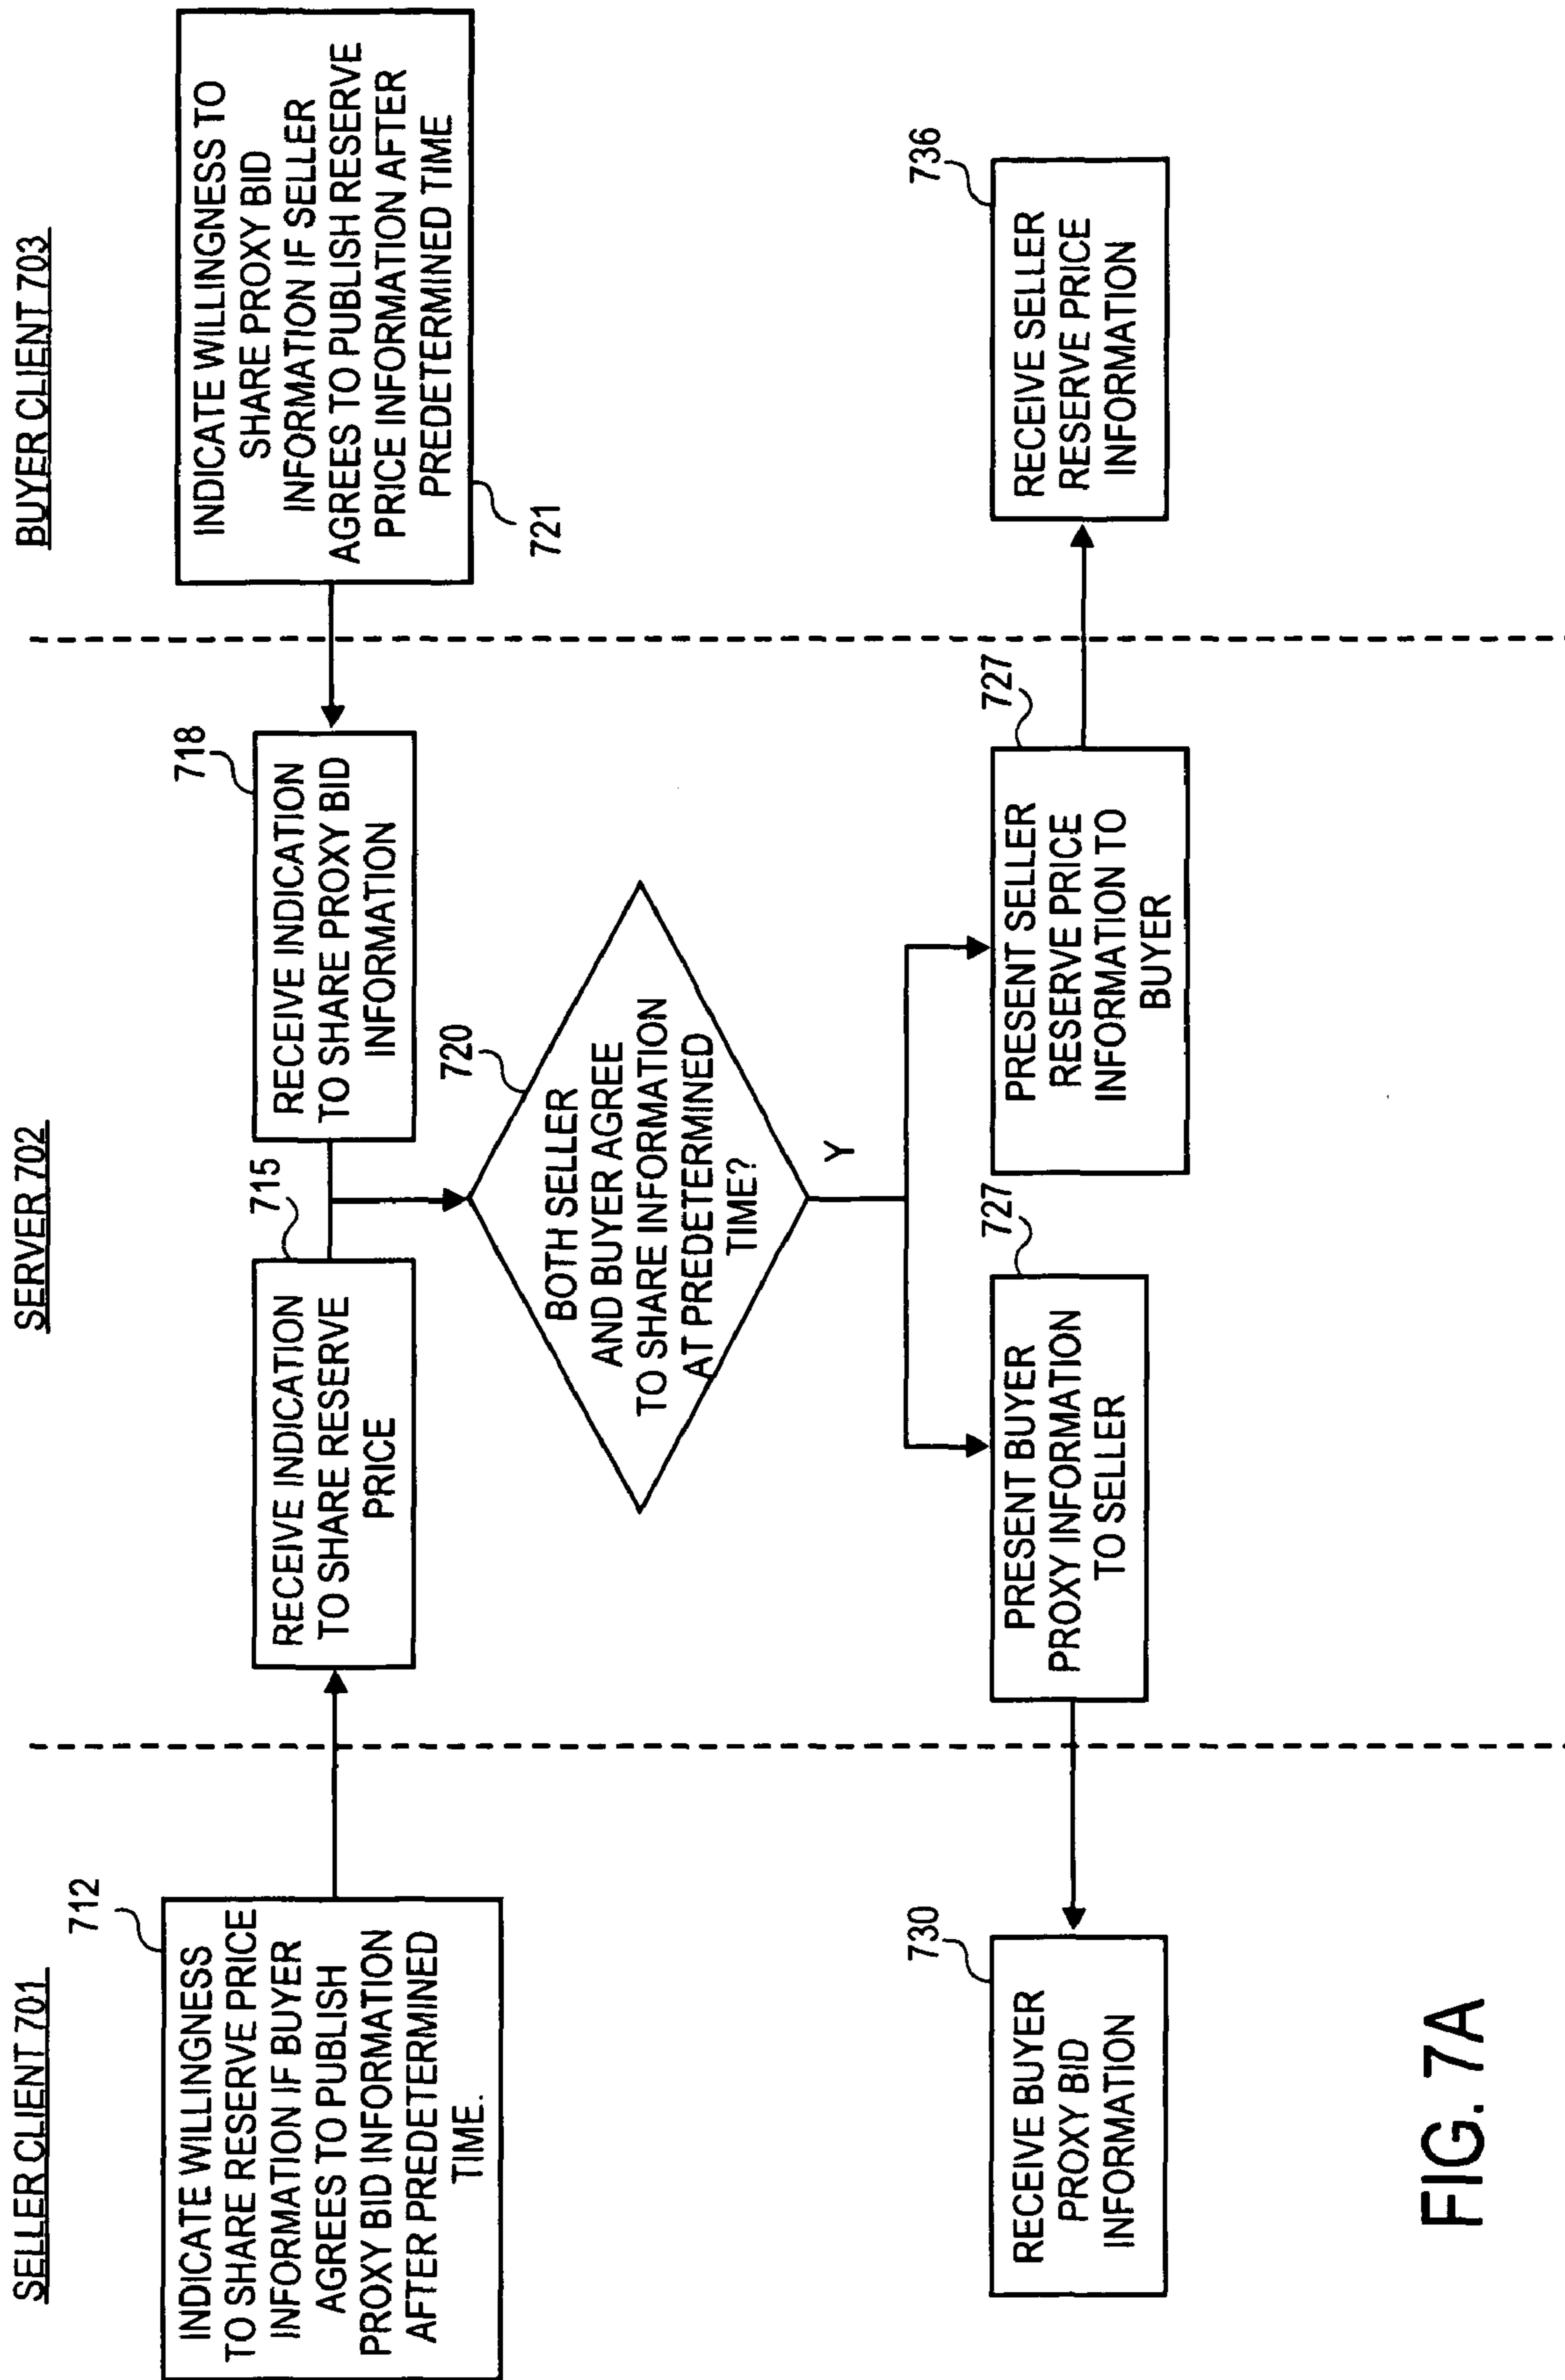 SELLER CLIENT 701
SERVER 702
BUYER CLIENT 703
712
INDICATE WILLINGNESS
TO SHARE RESERVE PRICE
INFORMATION IF BUYER
AGREES TO PUBLISH
PROXY BID INFORMATION
AFTER PREDETERMINED
TIME.
715
RECEIVE INDICATION
TO SHARE RESERVE
PRICE
718
RECEIVE INDICATION
TO SHARE PROXY BID
INFORMATION
INDICATE WILLINGNESS TO
SHARE PROXY BID
INFORMATION IF SELLER
AGREES TO PUBLISH RESERVE
PRICE INFORMATION AFTER
PREDETERMINED TIME
721
720
BOTH SELLER
AND BUYER AGREE
TO SHARE INFORMATION
AT PREDETERMINED
TIME?
Y
730
RECEIVE BUYER
PROXY BID
INFORMATION
727
PRESENT BUYER
PROXY INFORMATION
TO SELLER
727
PRESENT SELLER
RESERVE PRICE
INFORMATION TO
BUYER
736
RECEIVE SELLER
RESERVE PRICE
INFORMATION
FIG. 7A